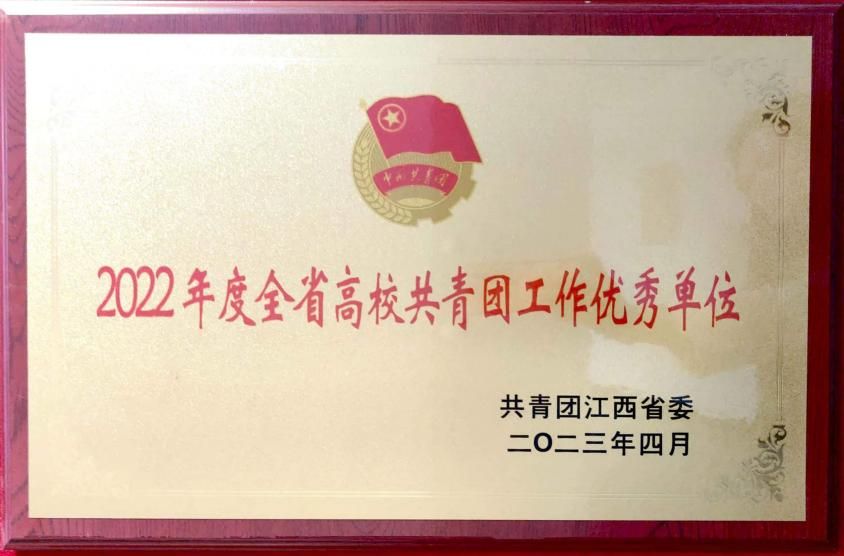 中国共青团
2022年度全省高校共青团工作优秀单位
共青团江西省委
二〇二三年四月